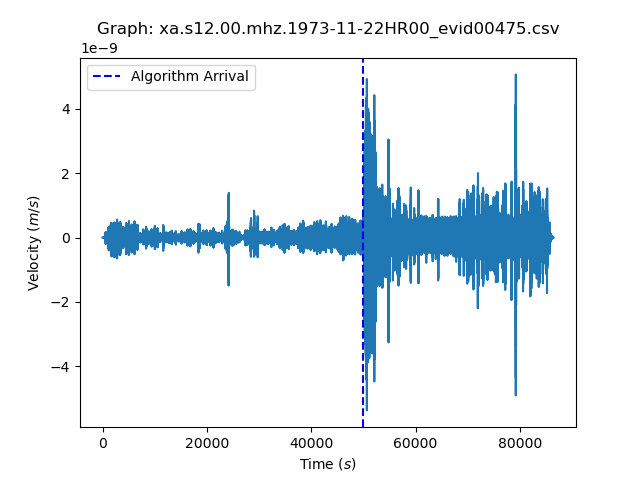 Graph: xa.s12.00.mhz.1973-11-22HR00_evid00475.csv
1e−9
Algorithm Arrival
4
2
0
−2
−4
Velocity (m/s)
0 20000 40000 60000 80000
Time (s)